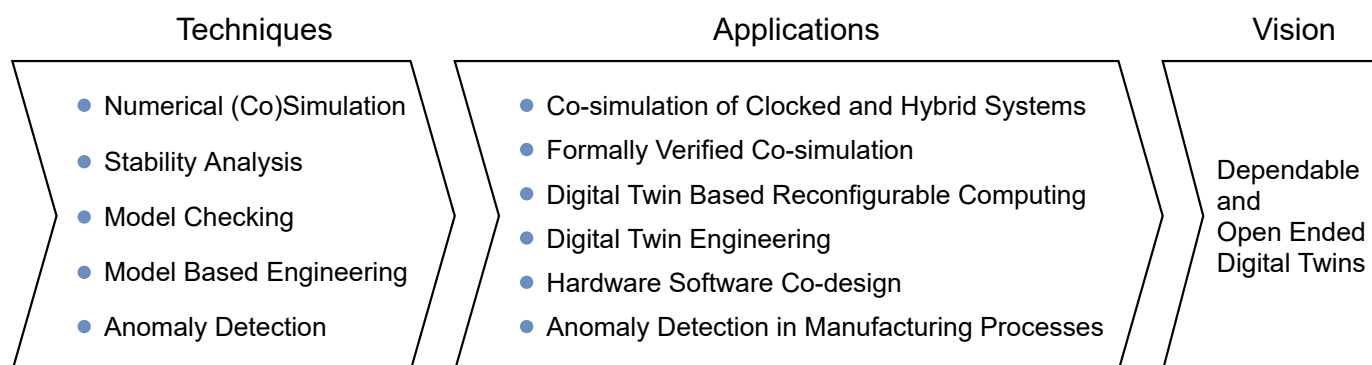 Techniques
Numerical (Co)Simulation
Stability Analysis
Model Checking
Model Based Engineering
Anomaly Detection
Applications
Co-simulation of Clocked and Hybrid Systems
Formally Verified Co-simulation
Digital Twin Based Reconfigurable Computing
Digital Twin Engineering
Hardware Software Co-design
Anomaly Detection in Manufacturing Processes
Vision
Dependable
and
Open Ended
Digital Twins